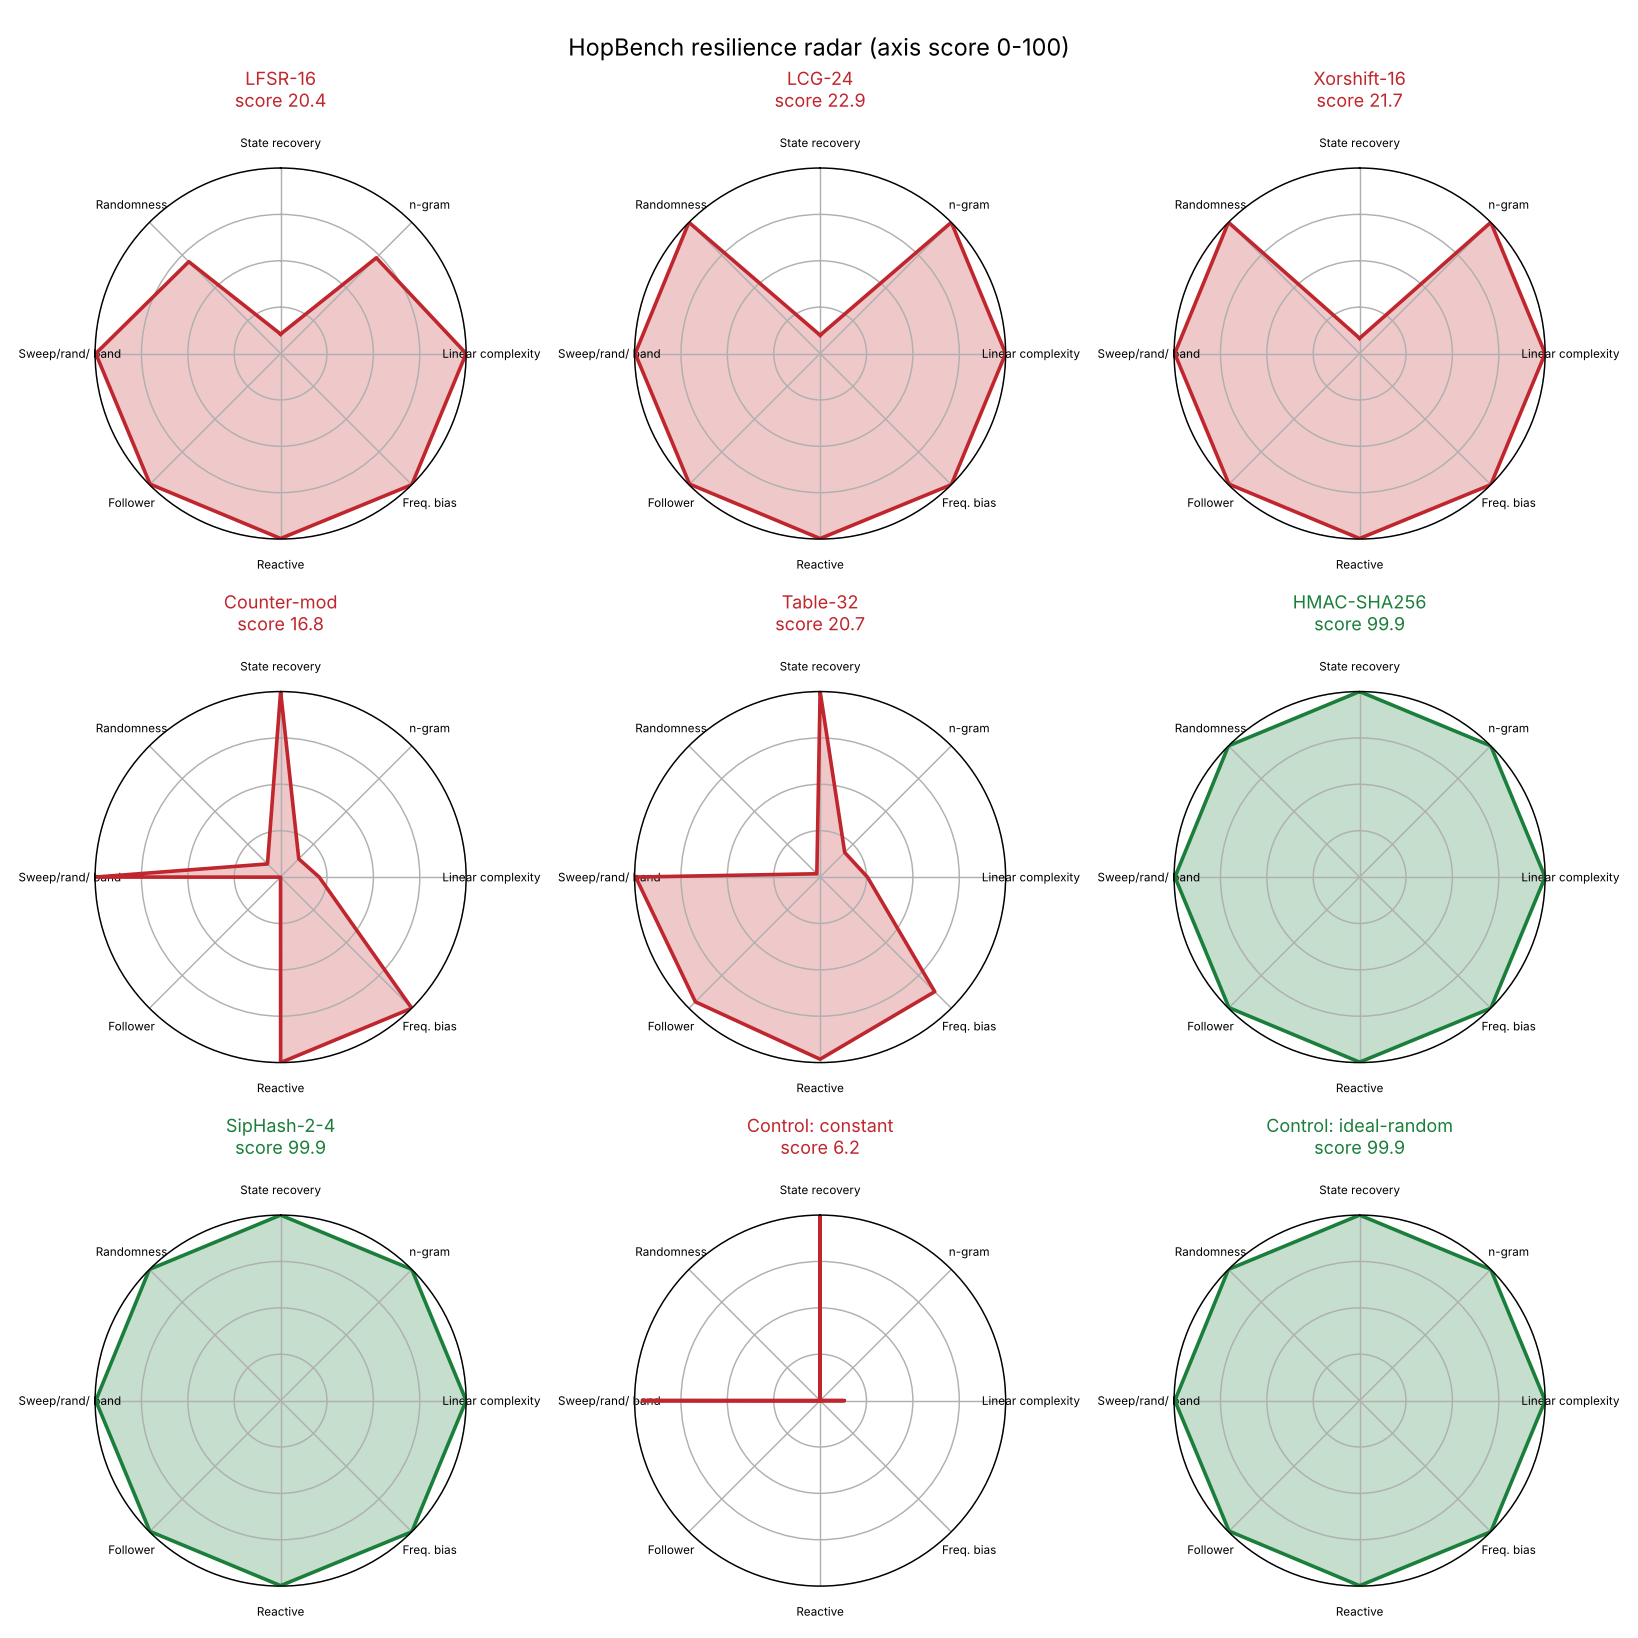 HopBench resilience radar (axis score 0-100)
LFSR-16
score 20.4
State recovery
Randomness
n-gram
Sweep/rand/ band
Linear complexity
Follower
Freq. bias
Reactive
LCG-24
score 22.9
State recovery
Randomness
n-gram
Sweep/rand/ band
Linear complexity
Follower
Freq. bias
Reactive
Xorshift-16
score 21.7
State recovery
Randomness
n-gram
Sweep/rand/ band
Linear complexity
Follower
Freq. bias
Reactive
Counter-mod
score 16.8
State recovery
Randomness
n-gram
Sweep/rand/ band
Linear complexity
Follower
Freq. bias
Reactive
Table-32
score 20.7
State recovery
Randomness
n-gram
Sweep/rand/ band
Linear complexity
Follower
Freq. bias
Reactive
HMAC-SHA256
score 99.9
State recovery
Randomness
n-gram
Sweep/rand/ band
Linear complexity
Follower
Freq. bias
Reactive
SipHash-2-4
score 99.9
State recovery
Randomness
n-gram
Sweep/rand/ band
Linear complexity
Follower
Freq. bias
Reactive
Control: constant
score 6.2
State recovery
Randomness
n-gram
Sweep/rand/ band
Linear complexity
Follower
Freq. bias
Reactive
Control: ideal-random
score 99.9
State recovery
Randomness
n-gram
Sweep/rand/ band
Linear complexity
Follower
Freq. bias
Reactive